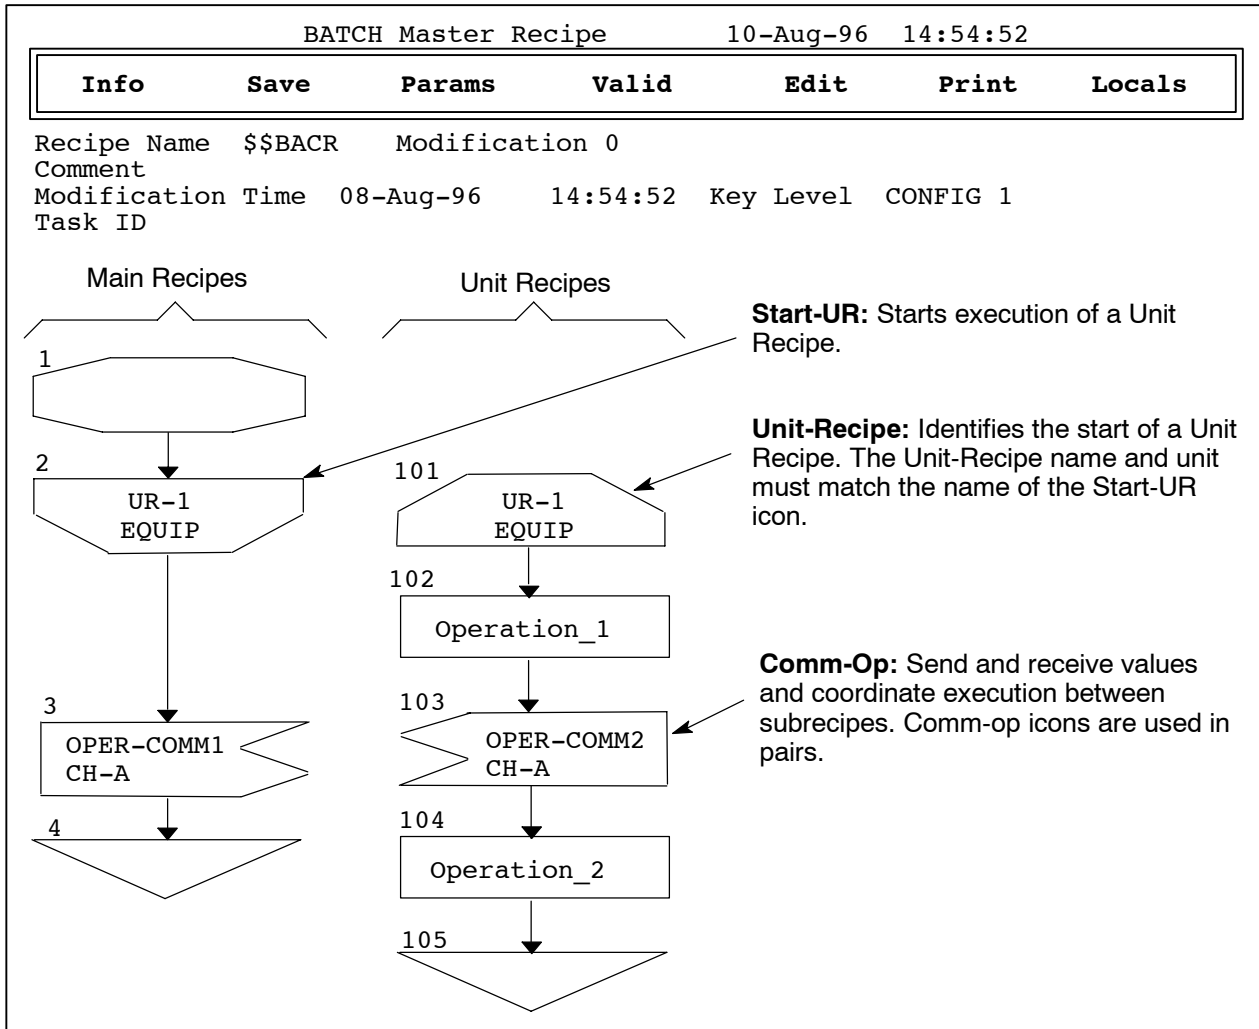 BATCH Master Recipe 10-Aug-96 14:54:52
Info Save Params Valid Edit Print Locals
Recipe Name $$BACR Modification 0
Comment
Modification Time 08-Aug-96 14:54:52 Key Level CONFIG 1
Task ID
Main Recipes
1
2
UR-1
EQUIP
3
OPER-COMM1
CH-A
4
Unit Recipes
101
UR-1
EQUIP
102
Operation_1
103
OPER-COMM2
CH-A
104
Operation_2
105
Start-UR: Starts execution of a Unit
Recipe.
Unit-Recipe: Identifies the start of a Unit
Recipe. The Unit-Recipe name and unit
must match the name of the Start-UR
icon.
Comm-Op: Send and receive values
and coordinate execution between
subrecipes. Comm-op icons are used in
pairs.